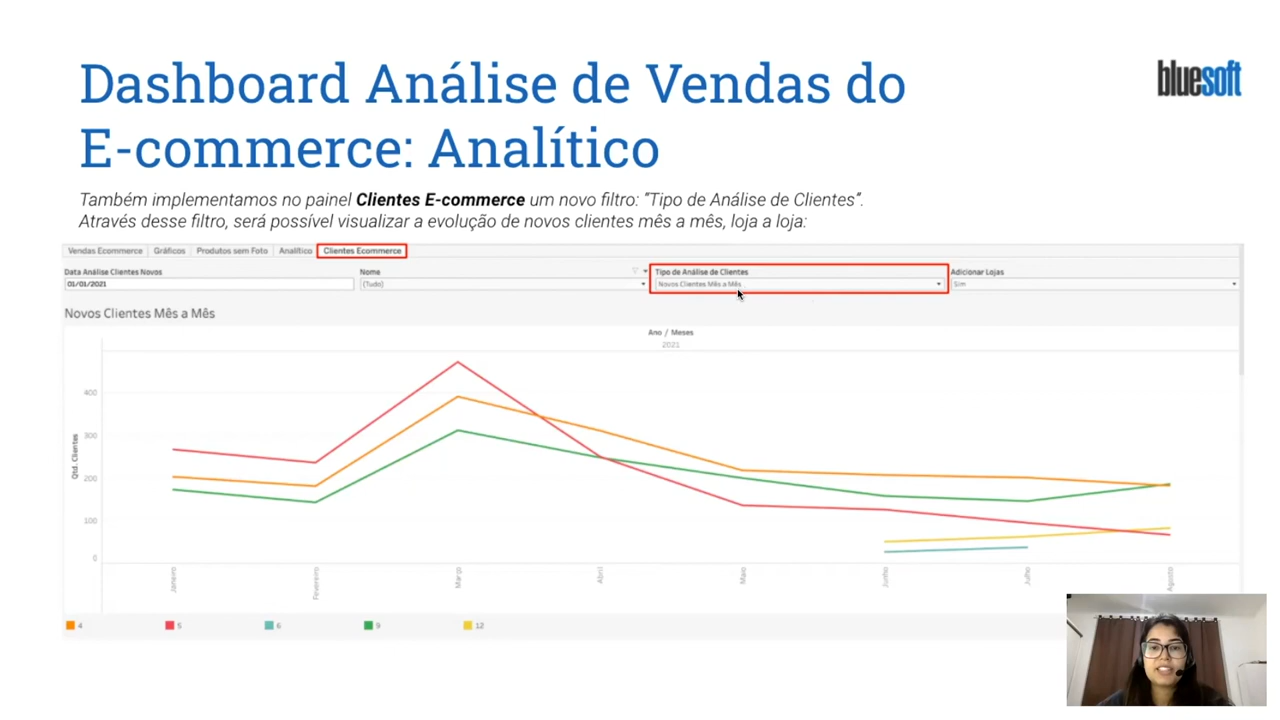 Dashboard Análise de Vendas do
E-commerce: Analítico
bluesoft
Também implementamos no painel Clientes E-commerce um novo filtro: “Tipo de Análise de Clientes“.
Através desse filtro, será possível visualizar a evolução de novos clientes mês a mês, loja a loja:
Vendas Ecommerce Gráficos Produtos sem Foto Analítico Clientes Ecommerce
Data Análise Clientes Novos Nome Tipo de Análise de Clientes Adicionar Lojas
01/01/2021 (Tudo) Novos Clientes Mês a Mês Sim
Novos Clientes Mês a Mês
Ano / Meses
2021
400
300
200
100
0
Qtd. Clientes
Janeiro Fevereiro Março Abril Maio Junho Julho Agosto
4 5 6 9 12